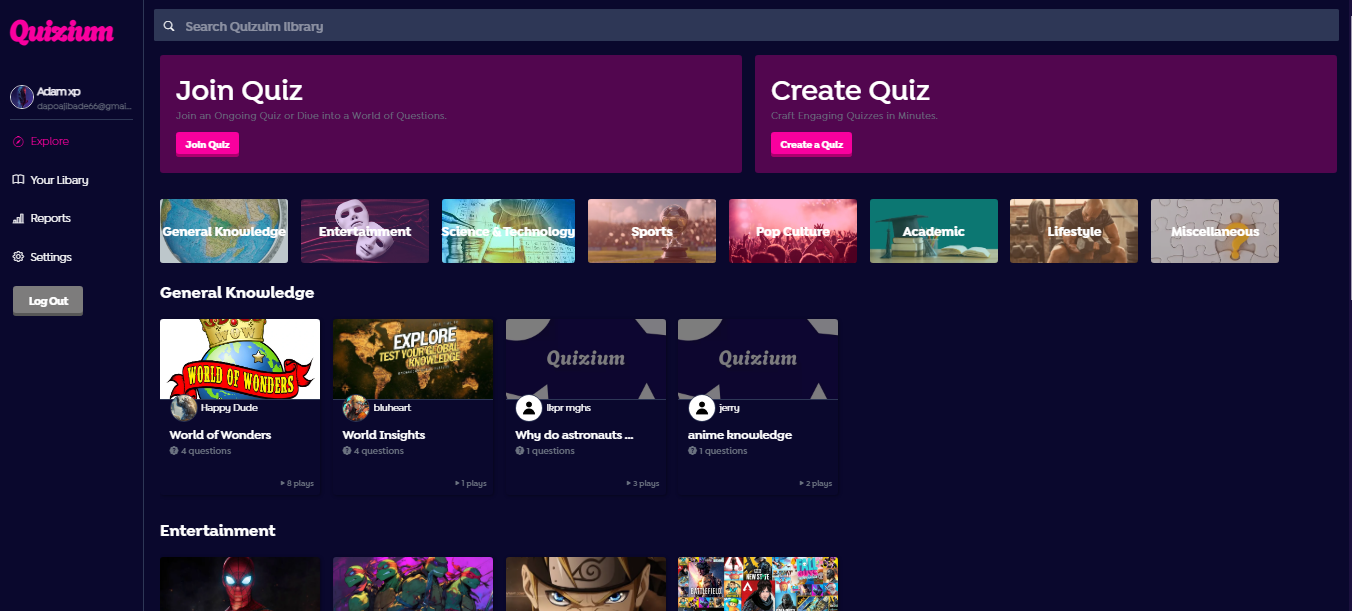 Quizium
Search Quizuim library
Adam xp
dapoajibade66@gmai...
Explore
Your Libary
Reports
Settings
Log Out
Join Quiz
Join an Ongoing Quiz or Dive into a World of Questions.
Join Quiz
Create Quiz
Craft Engaging Quizzes in Minutes.
Create a Quiz
General Knowledge
Entertainment
Science & Technology
Sports
Pop Culture
Academic
Lifestyle
Miscellaneous
General Knowledge
WOW
WORLD OF WONDERS
Happy Dude
World of Wonders
4 questions
8 plays
EXPLORE
TEST YOUR GLOBAL
KNOWLEDGE
bluheart
World Insights
4 questions
1 plays
Quizium
lkpr mghs
Why do astronauts ...
1 questions
3 plays
Quizium
jerry
anime knowledge
1 questions
2 plays
Entertainment
BATTLEFIELD